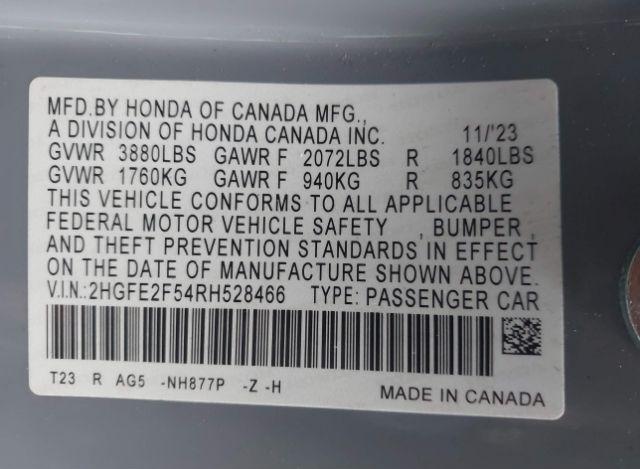 MFD.BY HONDA OF CANADA MFG.,
A DIVISION OF HONDA CANADA INC. 11/'23
GVWR 3880LBS GAWR F 2072LBS R 1840LBS
GVWR 1760KG GAWR F 940KG R 835KG
THIS VEHICLE CONFORMS TO ALL APPLICABLE
FEDERAL MOTOR VEHICLE SAFETY , BUMPER ,
AND THEFT PREVENTION STANDARDS IN EFFECT
ON THE DATE OF MANUFACTURE SHOWN ABOVE.
V.I.N.:2HGFE2F54RH528466 TYPE: PASSENGER CAR
T23 R AG5 -NH877P -Z -H
MADE IN CANADA